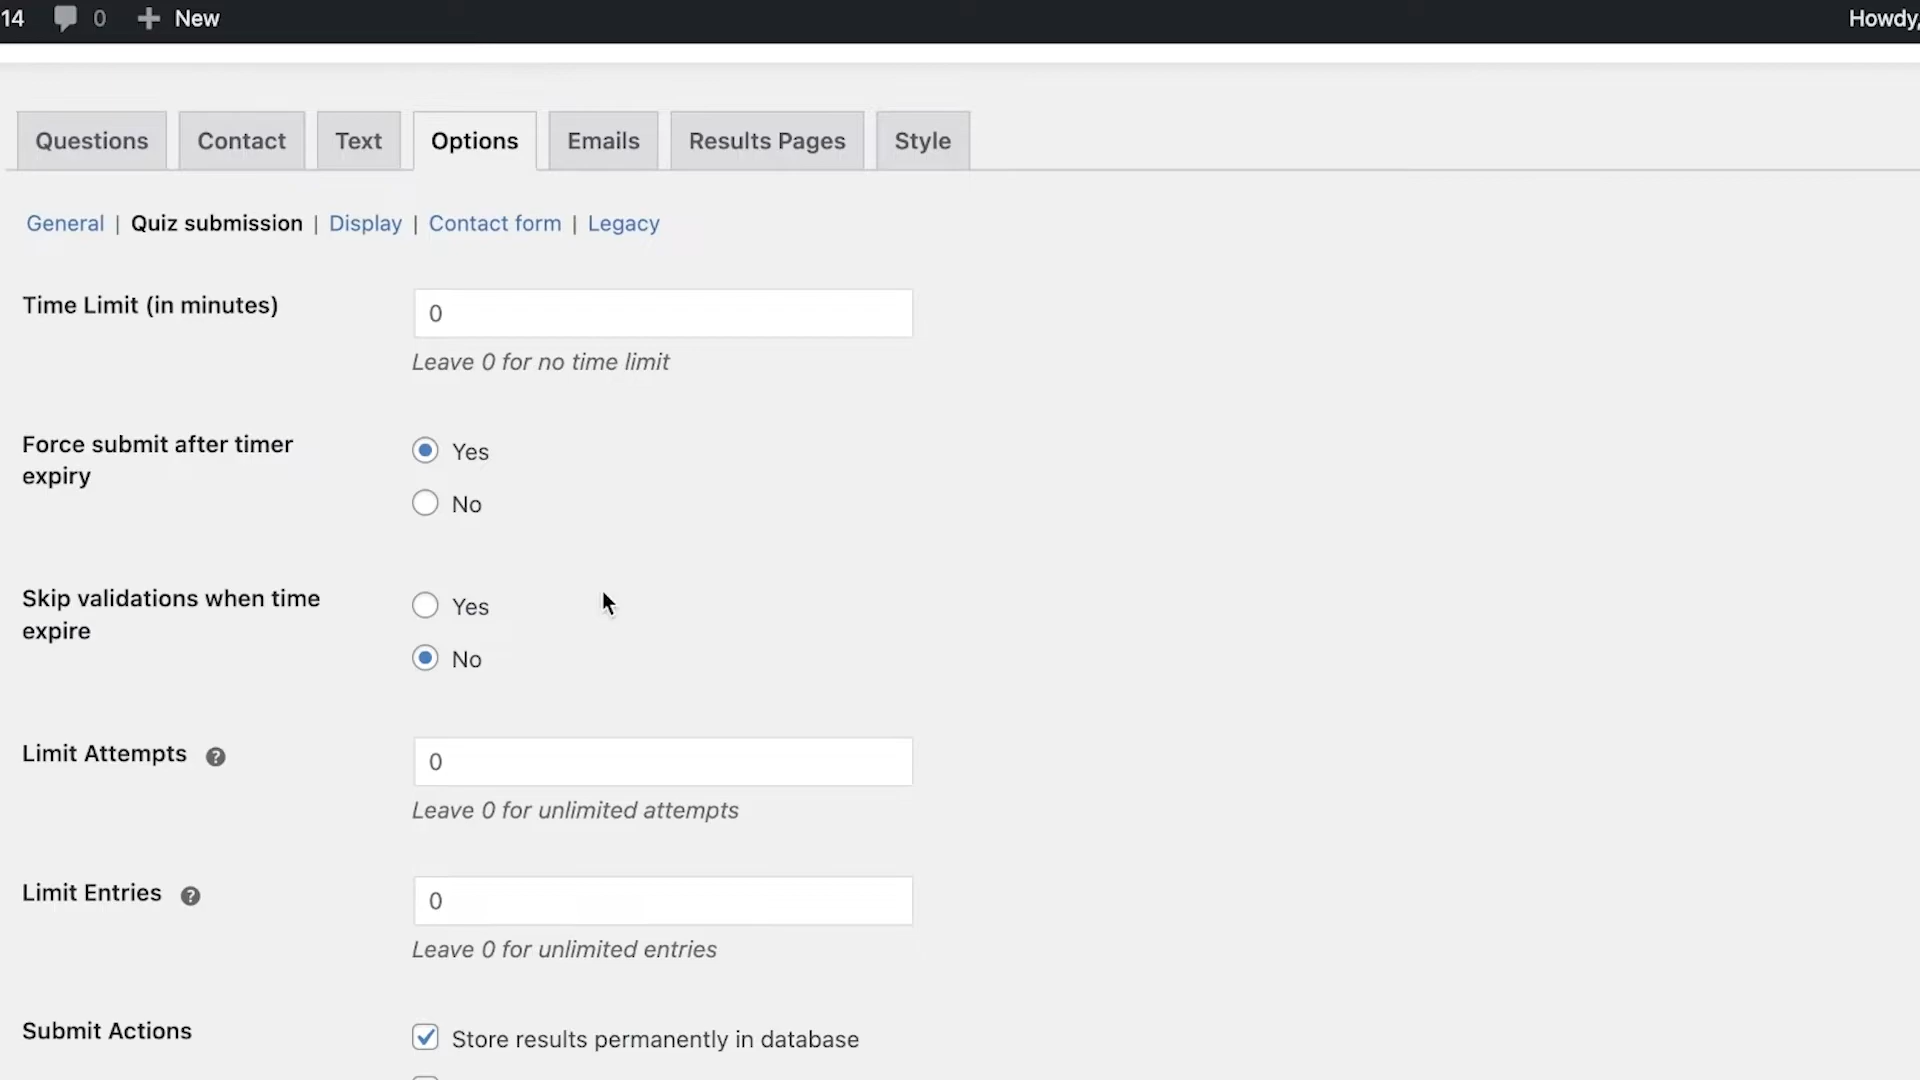 14 0 New Howdy,
Questions Contact Text Options Emails Results Pages Style
General | Quiz submission | Display | Contact form | Legacy
Time Limit (in minutes) 0
Leave 0 for no time limit
Force submit after timer
expiry
Yes
No
Skip validations when time
expire
Yes
No
Limit Attempts ? 0
Leave 0 for unlimited attempts
Limit Entries ? 0
Leave 0 for unlimited entries
Submit Actions Store results permanently in database